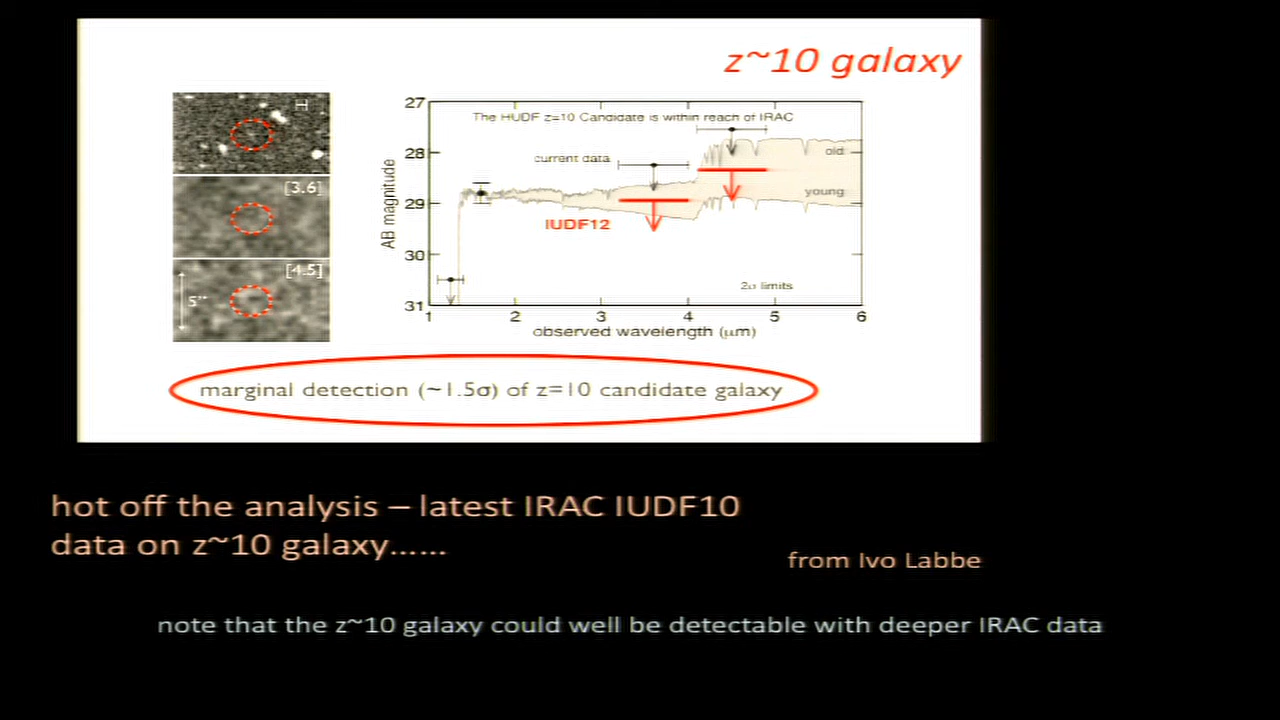 z~10 galaxy
H
[3.6]
[4.5]
5"
27
28
29
30
31
AB magnitude
The HUDF z=10 Candidate is within reach of IRAC
current data
old
young
IUDF12
2σ limits
1 2 3 4 5 6
observed wavelength (μm)
marginal detection (~1.5σ) of z=10 candidate galaxy
hot off the analysis – latest IRAC IUDF10
data on z~10 galaxy……
from Ivo Labbe
note that the z~10 galaxy could well be detectable with deeper IRAC data